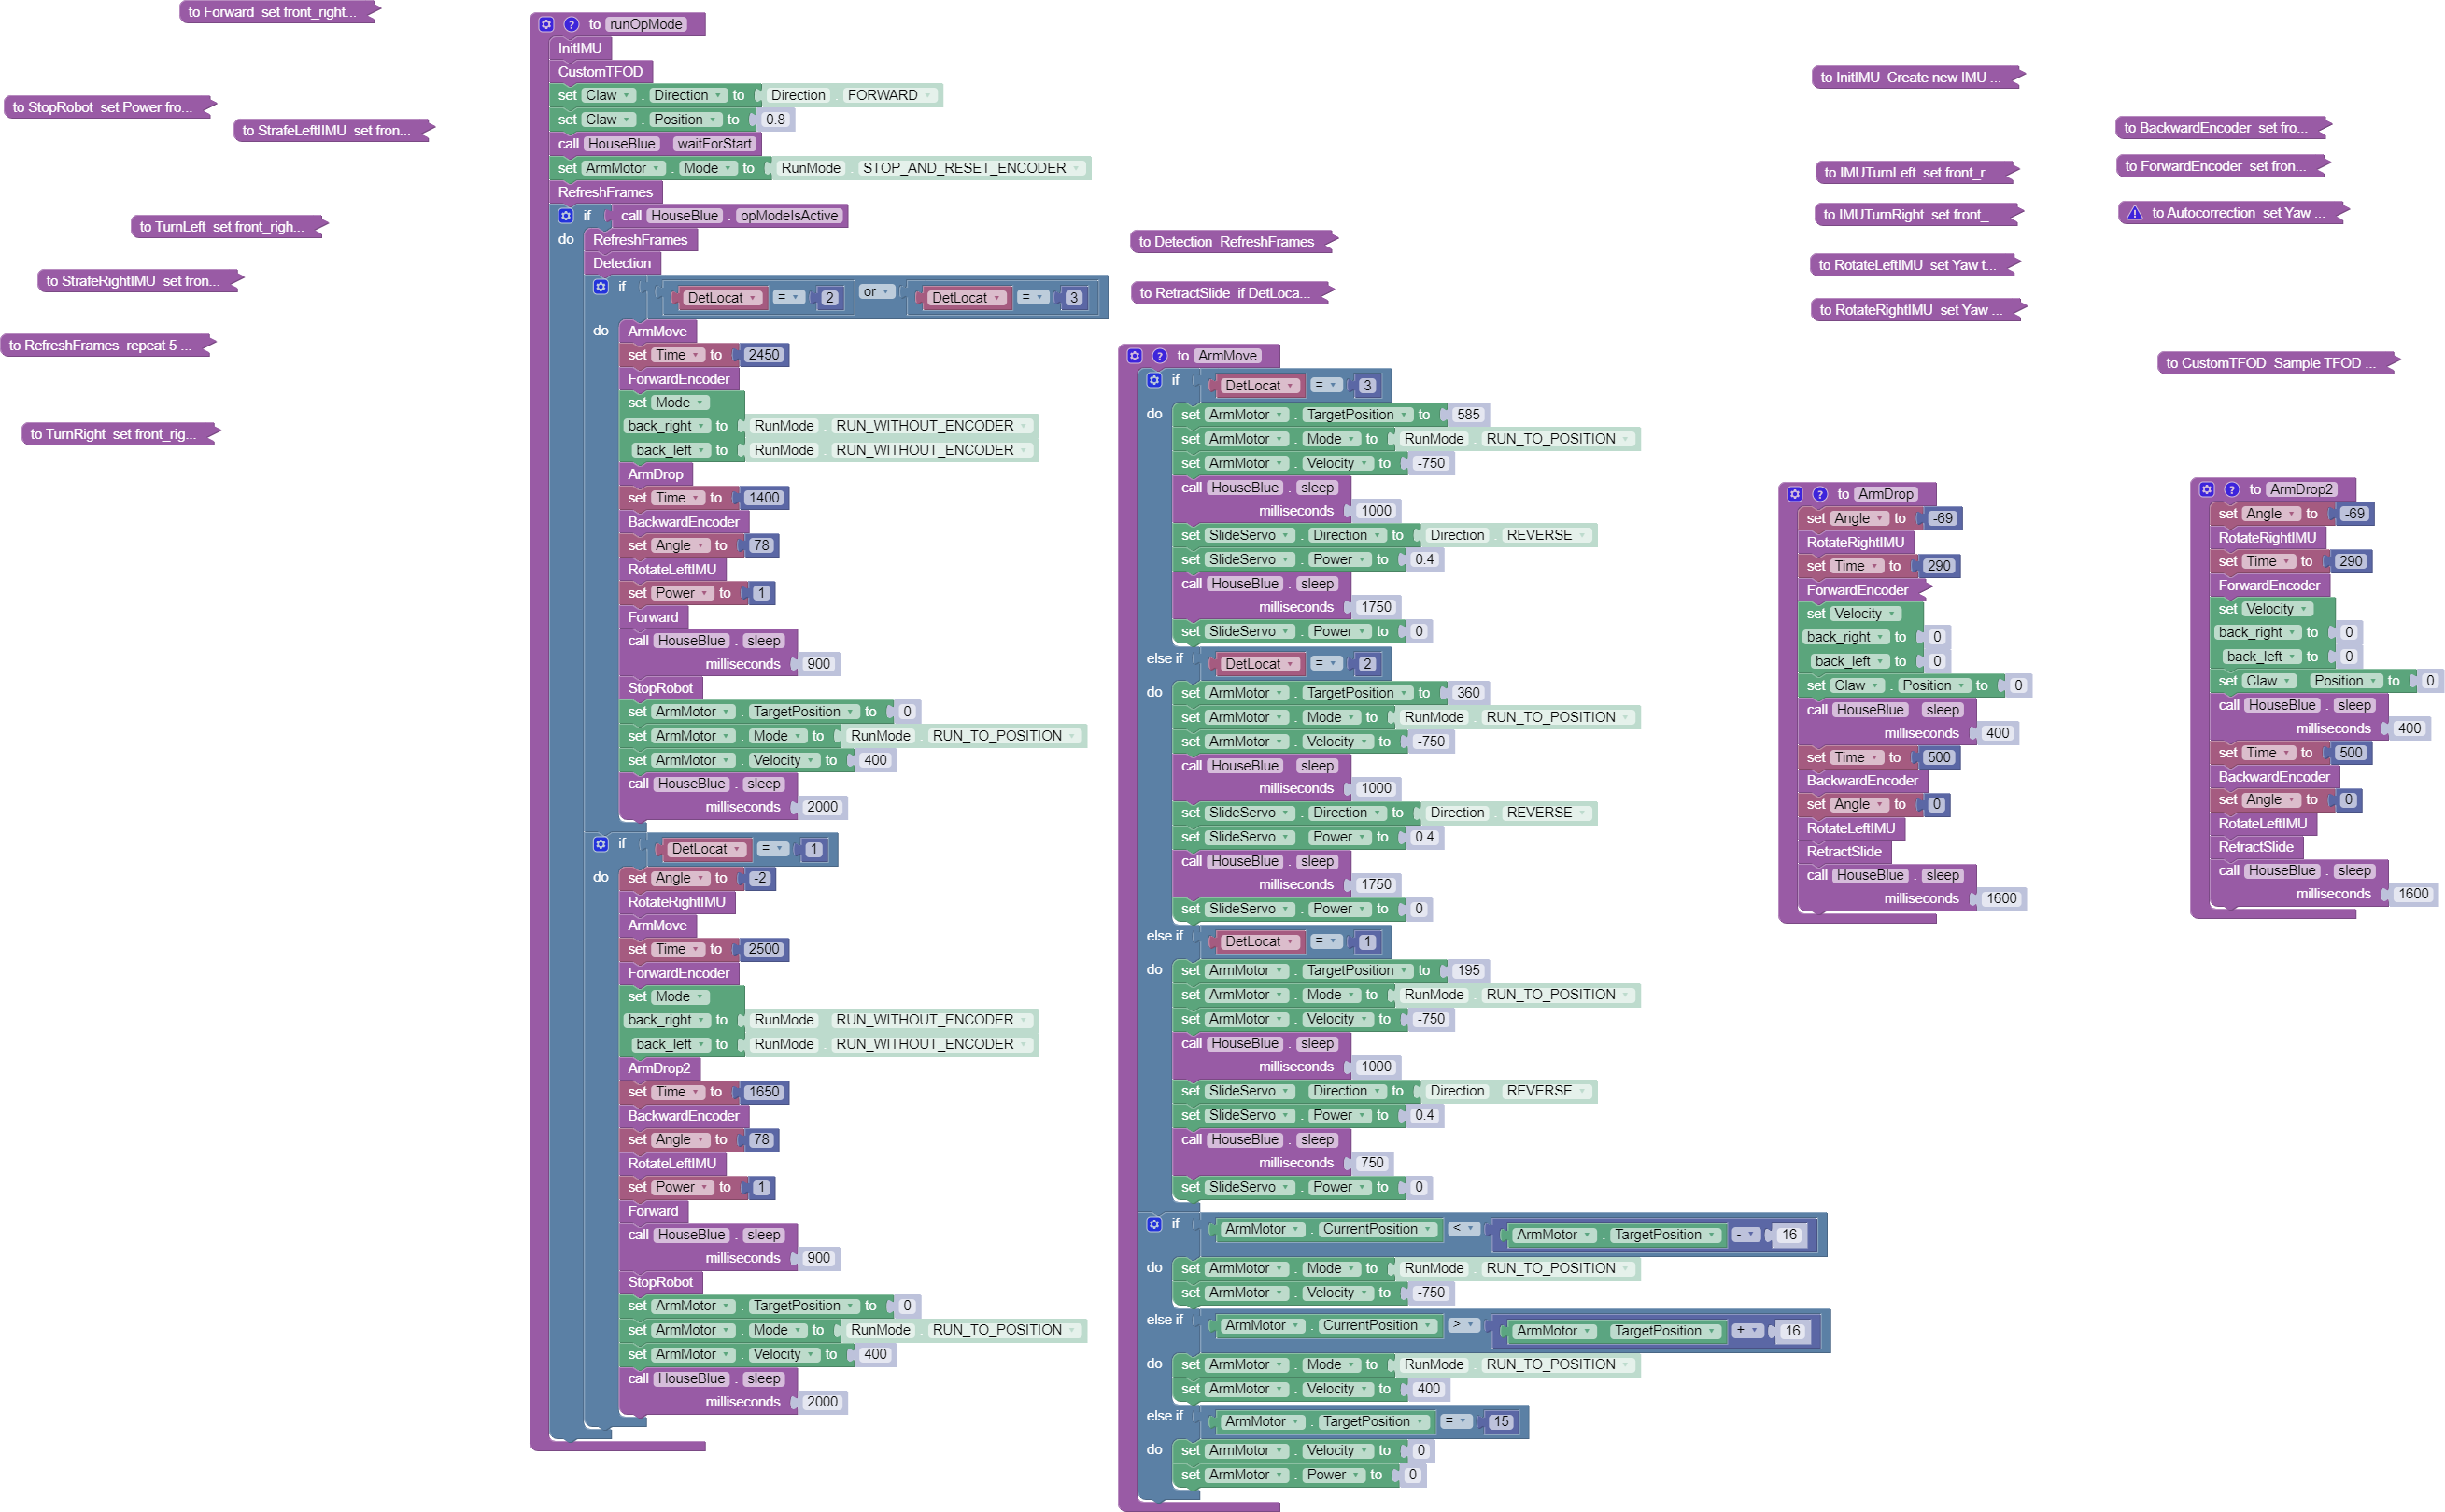 to Forward set front_right...
to StopRobot set Power fro...
to StrafeLeftIIMU set fron...
to TurnLeft set front_righ...
to StrafeRightIMU set fron...
to RefreshFrames repeat 5 ...
to TurnRight set front_rig...
to runOpMode
InitIMU
CustomTFOD
set Claw . Direction to Direction . FORWARD
set Claw . Position to 0.8
call HouseBlue . waitForStart
set ArmMotor . Mode to RunMode . STOP_AND_RESET_ENCODER
RefreshFrames
if call HouseBlue . opModeIsActive
do RefreshFrames
Detection
if DetLocat = 2 or DetLocat = 3
do ArmMove
set Time to 2450
ForwardEncoder
set Mode
back_right to RunMode . RUN_WITHOUT_ENCODER
back_left to RunMode . RUN_WITHOUT_ENCODER
ArmDrop
set Time to 1400
BackwardEncoder
set Angle to 78
RotateLeftIMU
set Power to 1
Forward
call HouseBlue . sleep
milliseconds 900
StopRobot
set ArmMotor . TargetPosition to 0
set ArmMotor . Mode to RunMode . RUN_TO_POSITION
set ArmMotor . Velocity to 400
call HouseBlue . sleep
milliseconds 2000
if DetLocat = 1
do set Angle to -2
RotateRightIMU
ArmMove
set Time to 2500
ForwardEncoder
set Mode
back_right to RunMode . RUN_WITHOUT_ENCODER
back_left to RunMode . RUN_WITHOUT_ENCODER
ArmDrop2
set Time to 1650
BackwardEncoder
set Angle to 78
RotateLeftIMU
set Power to 1
Forward
call HouseBlue . sleep
milliseconds 900
StopRobot
set ArmMotor . TargetPosition to 0
set ArmMotor . Mode to RunMode . RUN_TO_POSITION
set ArmMotor . Velocity to 400
call HouseBlue . sleep
milliseconds 2000
to Detection RefreshFrames
to RetractSlide if DetLoca...
to ArmMove
if DetLocat = 3
do set ArmMotor . TargetPosition to 585
set ArmMotor . Mode to RunMode . RUN_TO_POSITION
set ArmMotor . Velocity to -750
call HouseBlue . sleep
milliseconds 1000
set SlideServo . Direction to Direction . REVERSE
set SlideServo . Power to 0.4
call HouseBlue . sleep
milliseconds 1750
set SlideServo . Power to 0
else if DetLocat = 2
do set ArmMotor . TargetPosition to 360
set ArmMotor . Mode to RunMode . RUN_TO_POSITION
set ArmMotor . Velocity to -750
call HouseBlue . sleep
milliseconds 1000
set SlideServo . Direction to Direction . REVERSE
set SlideServo . Power to 0.4
call HouseBlue . sleep
milliseconds 1750
set SlideServo . Power to 0
else if DetLocat = 1
do set ArmMotor . TargetPosition to 195
set ArmMotor . Mode to RunMode . RUN_TO_POSITION
set ArmMotor . Velocity to -750
call HouseBlue . sleep
milliseconds 1000
set SlideServo . Direction to Direction . REVERSE
set SlideServo . Power to 0.4
call HouseBlue . sleep
milliseconds 750
set SlideServo . Power to 0
if ArmMotor . CurrentPosition < ArmMotor . TargetPosition - 16
do set ArmMotor . Mode to RunMode . RUN_TO_POSITION
set ArmMotor . Velocity to -750
else if ArmMotor . CurrentPosition > ArmMotor . TargetPosition + 16
do set ArmMotor . Mode to RunMode . RUN_TO_POSITION
set ArmMotor . Velocity to 400
else if ArmMotor . TargetPosition = 15
do set ArmMotor . Velocity to 0
set ArmMotor . Power to 0
to InitIMU Create new IMU ...
to IMUTurnLeft set front_r...
to IMUTurnRight set front_...
to RotateLeftIMU set Yaw t...
to RotateRightIMU set Yaw ...
to BackwardEncoder set fro...
to ForwardEncoder set fron...
to Autocorrection set Yaw ...
to CustomTFOD Sample TFOD ...
to ArmDrop
set Angle to -69
RotateRightIMU
set Time to 290
ForwardEncoder
set Velocity
back_right to 0
back_left to 0
set Claw . Position to 0
call HouseBlue . sleep
milliseconds 400
set Time to 500
BackwardEncoder
set Angle to 0
RotateLeftIMU
RetractSlide
call HouseBlue . sleep
milliseconds 1600
to ArmDrop2
set Angle to -69
RotateRightIMU
set Time to 290
ForwardEncoder
set Velocity
back_right to 0
back_left to 0
set Claw . Position to 0
call HouseBlue . sleep
milliseconds 400
set Time to 500
BackwardEncoder
set Angle to 0
RotateLeftIMU
RetractSlide
call HouseBlue . sleep
milliseconds 1600